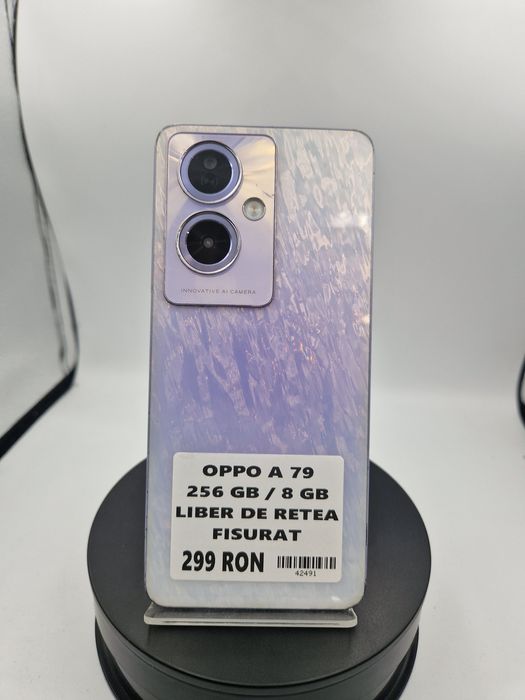 INNOVATIVE AI CAMERA
OPPO A 79
256 GB / 8 GB
LIBER DE RETEA
FISURAT
299 RON
42491